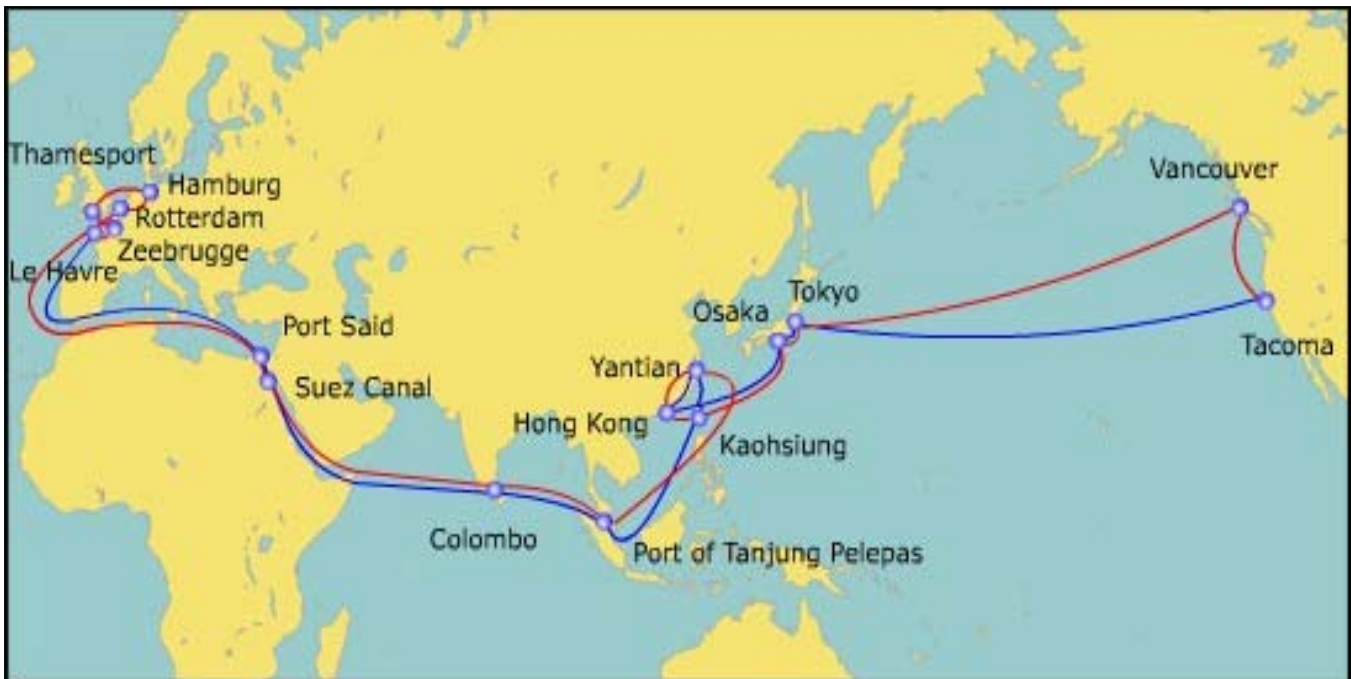 Thamesport
Hamburg
Rotterdam
Zeebrugge
Le Havre
Port Said
Suez Canal
Colombo
Port of Tanjung Pelepas
Yantian
Hong Kong
Kaohsiung
Osaka
Tokyo
Vancouver
Tacoma